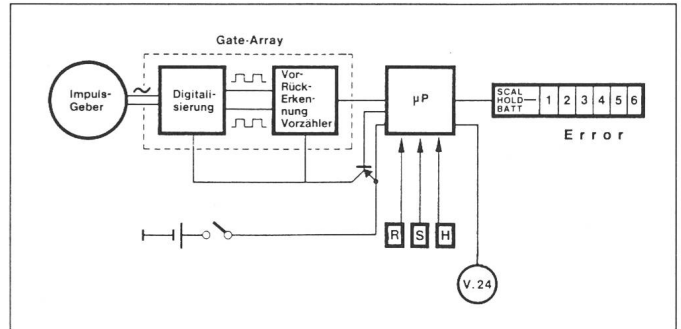 Gate-Array
Impuls-
Geber
Digitali-
sierung
Vor-
Rück-
Erken-
nung
Vorzähler
µP
SCAL
HOLD
BATT
1 2 3 4 5 6
Error
R S H
V.24